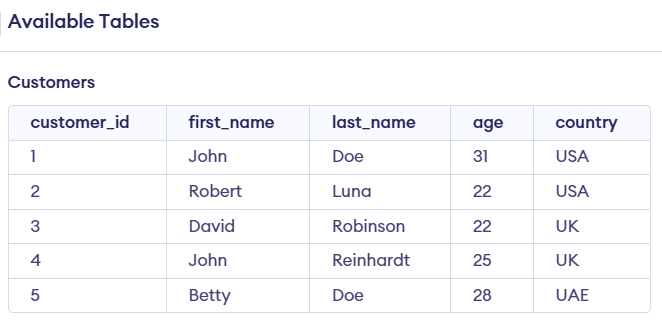 Available Tables
Customers
customer_id first_name last_name age country
1 John Doe 31 USA
2 Robert Luna 22 USA
3 David Robinson 22 UK
4 John Reinhardt 25 UK
5 Betty Doe 28 UAE